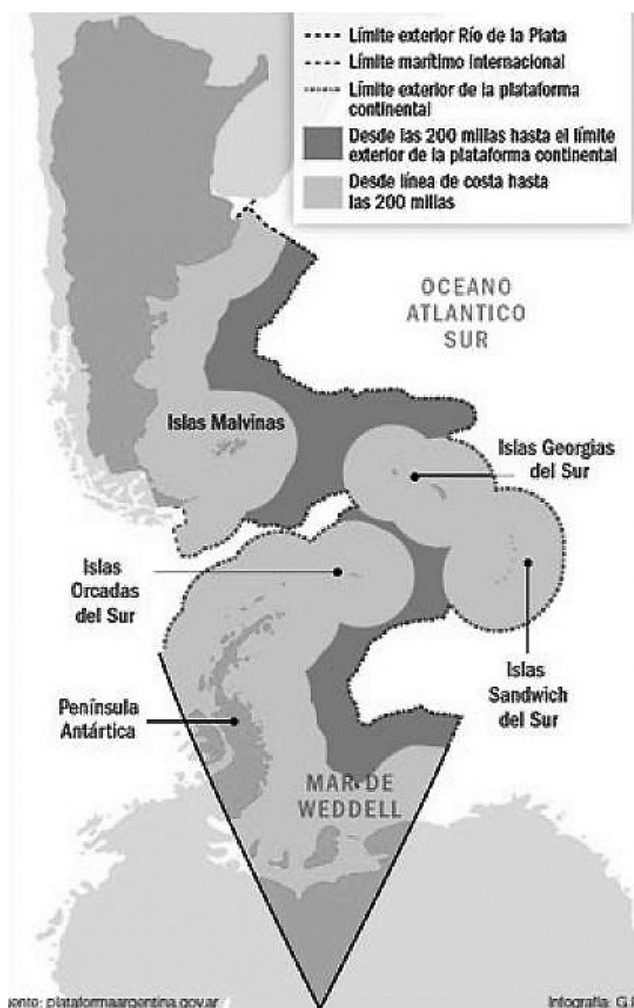 Límite exterior Río de la Plata
Límite marítimo internacional
Límite exterior de la plataforma
continental
Desde las 200 millas hasta el límite
exterior de la plataforma continental
Desde línea de costa hasta
las 200 millas
OCEANO
ATLANTICO
SUR
Islas Malvinas
Islas Georgias
del Sur
Islas
Orcadas
del Sur
Islas
Sandwich
del Sur
Península
Antártica
MAR DE
WEDDELL
plataformaargentina.gov.ar
Infografía: